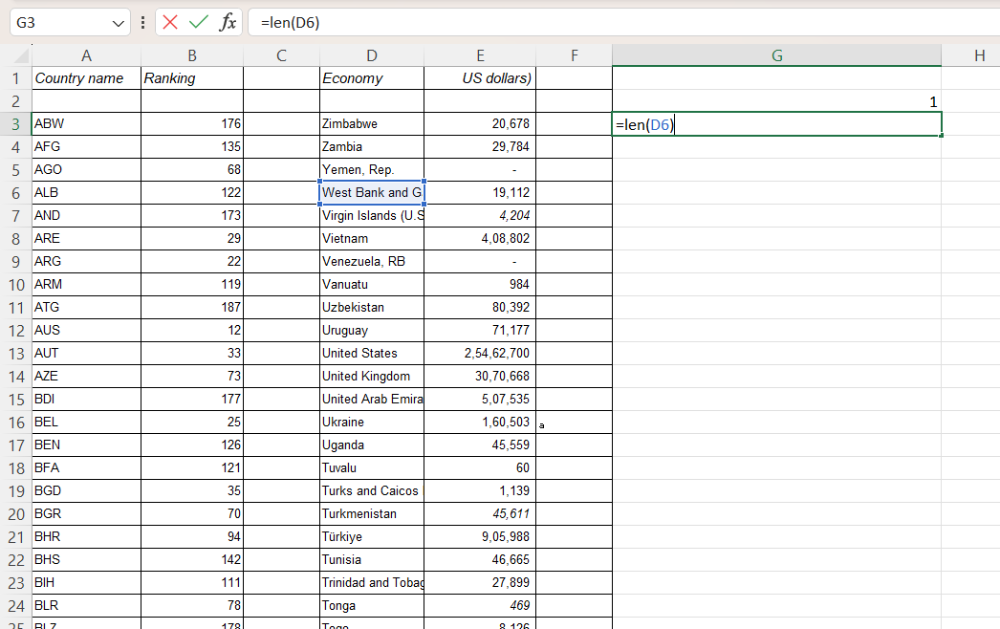 G3 fx =len(D6)
A B C D E F G H
1 Country name Ranking Economy US dollars)
2 1
3 ABW 176 Zimbabwe 20,678 =len(D6)
4 AFG 135 Zambia 29,784
5 AGO 68 Yemen, Rep. -
6 ALB 122 West Bank and G 19,112
7 AND 173 Virgin Islands (U.S 4,204
8 ARE 29 Vietnam 4,08,802
9 ARG 22 Venezuela, RB -
10 ARM 119 Vanuatu 984
11 ATG 187 Uzbekistan 80,392
12 AUS 12 Uruguay 71,177
13 AUT 33 United States 2,54,62,700
14 AZE 73 United Kingdom 30,70,668
15 BDI 177 United Arab Emira 5,07,535
16 BEL 25 Ukraine 1,60,503 a
17 BEN 126 Uganda 45,559
18 BFA 121 Tuvalu 60
19 BGD 35 Turks and Caicos 1,139
20 BGR 70 Turkmenistan 45,611
21 BHR 94 Türkiye 9,05,988
22 BHS 142 Tunisia 46,665
23 BIH 111 Trinidad and Tobag 27,899
24 BLR 78 Tonga 469
25 BLZ 178 Togo 8,126